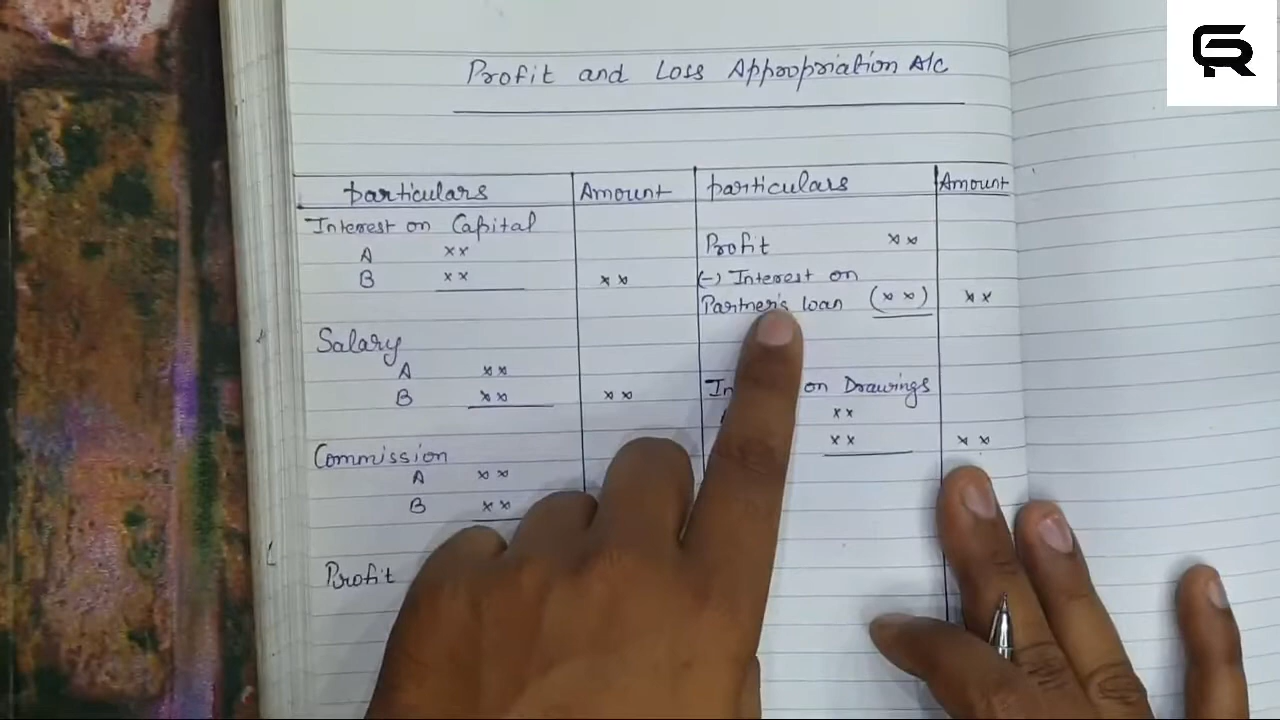 GR
Profit and Loss Appropriation A/c
particulars Amount particulars Amount
Interest on Capital
A xx
B xx xx
Profit xx
(-) Interest on
Partner's loan (xx) xx
Salary
A xx
B xx xx
on Drawings
xx
xx xx
Commission
A xx
B xx
Profit